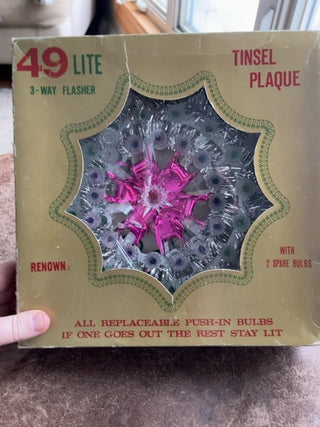 49 LITE
3-WAY FLASHER
TINSEL
PLAQUE
RENOWN:
WITH
2 SPARE BULBS
ALL REPLACEABLE PUSH-IN BULBS
IF ONE GOES OUT THE REST STAY LIT